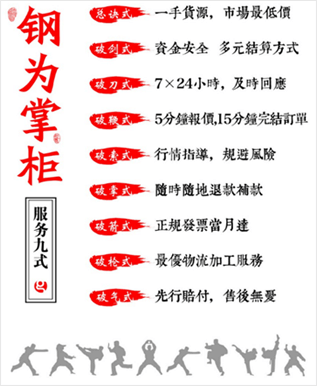 钢为掌柜
服务九式
总诀式 一手貨源，市場最低價
破剑式 資金安全 多元結算方式
破刀式 7×24小時，及時回應
破鞭式 5分鐘報價,15分鐘完結訂單
破索式 行情指導，規避風險
破掌式 隨時隨地退款補款
破箭式 正規發票當月達
破枪式 最優物流加工服務
破气式 先行賠付，售後無憂